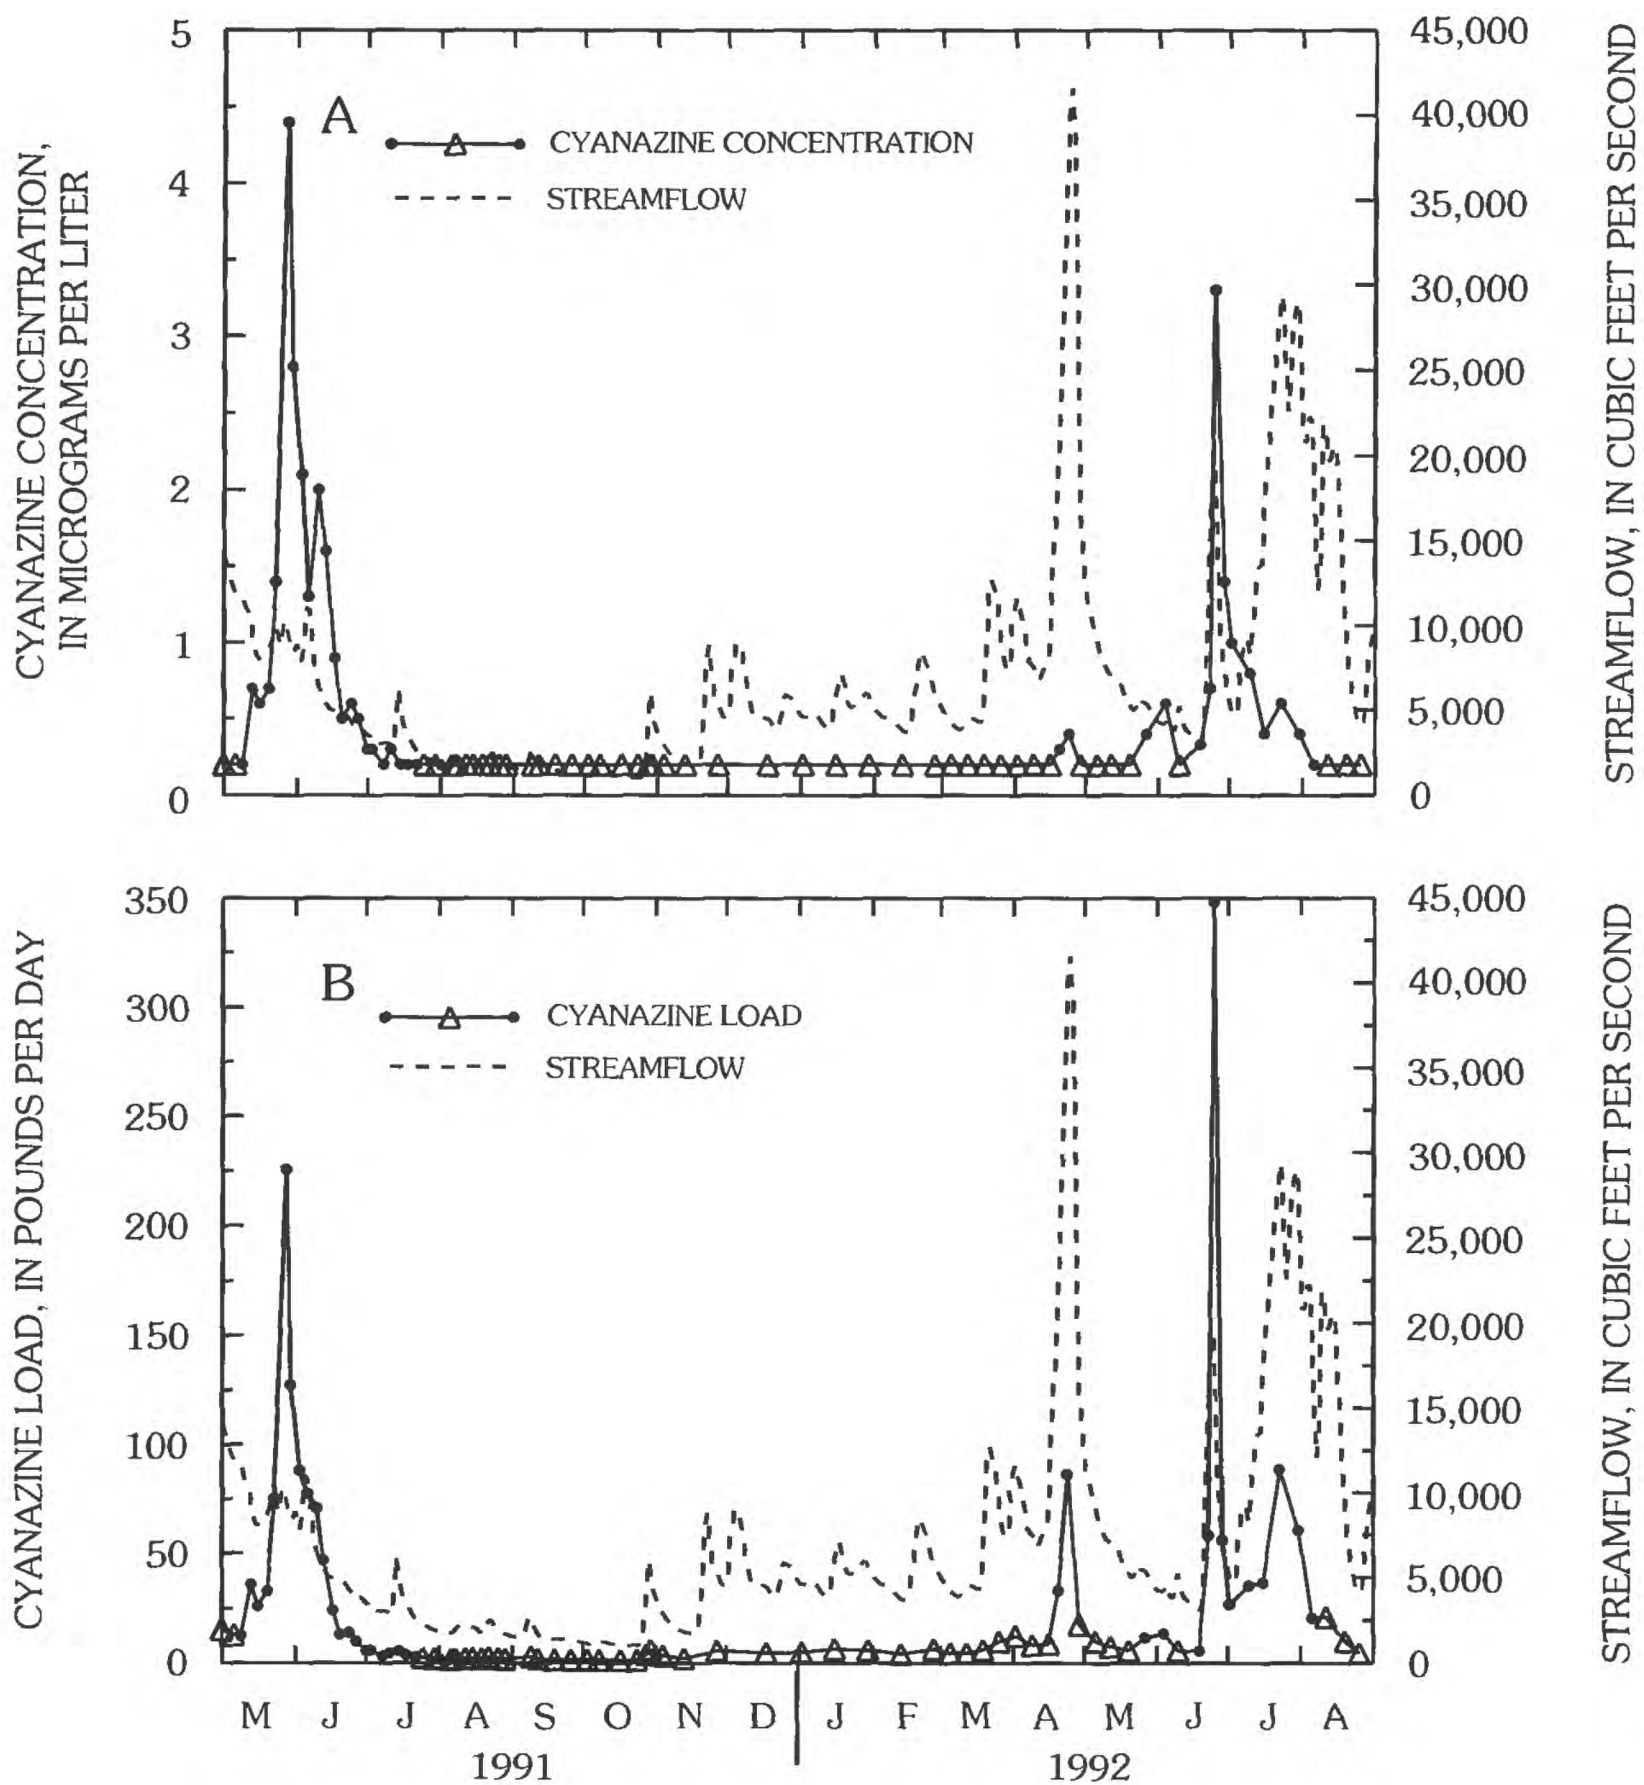 CYANAZINE CONCENTRATION,
IN MICROGRAMS PER LITER
5
4
3
2
1
0
A
CYANAZINE CONCENTRATION
STREAMFLOW
45,000
40,000
35,000
30,000
25,000
20,000
15,000
10,000
5,000
0
STREAMFLOW, IN CUBIC FEET PER SECOND
CYANAZINE LOAD, IN POUNDS PER DAY
350
300
250
200
150
100
50
0
B
CYANAZINE LOAD
STREAMFLOW
45,000
40,000
35,000
30,000
25,000
20,000
15,000
10,000
5,000
0
STREAMFLOW, IN CUBIC FEET PER SECOND
M J J A S O N D J F M A M J J A
1991 1992